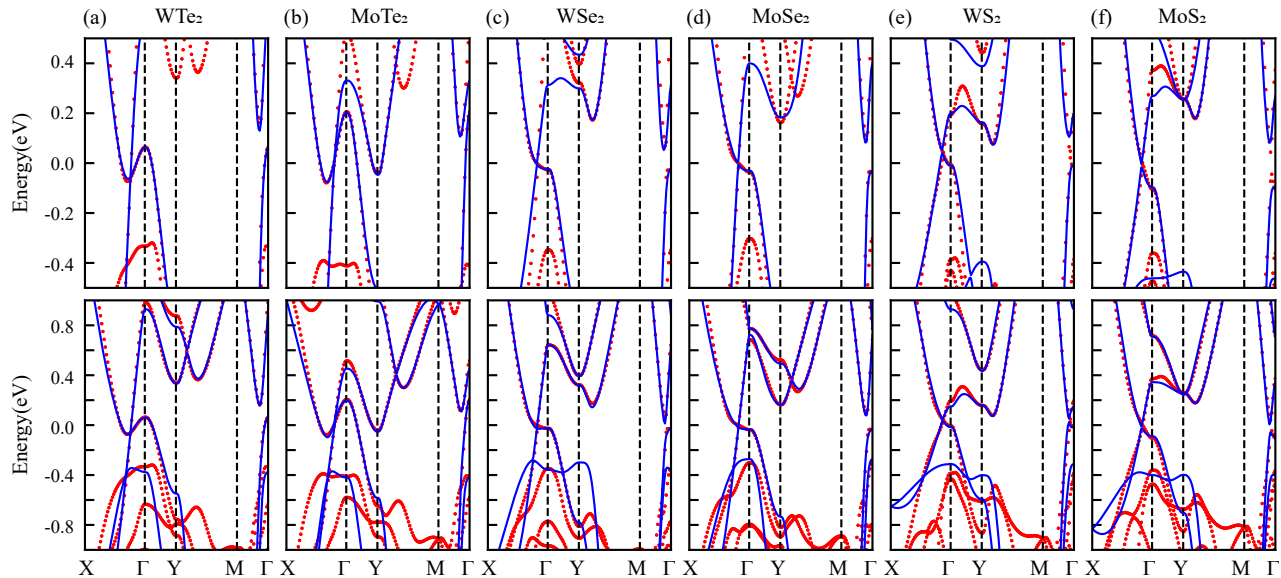 (a) WTe₂ (b) MoTe₂ (c) WSe₂ (d) MoSe₂ (e) WS₂ (f) MoS₂
0.4
0.2
0.0
-0.2
-0.4
Energy(eV)
0.8
0.4
0.0
-0.4
-0.8
Energy(eV)
X Γ Y M Γ X Γ Y M Γ X Γ Y M Γ X Γ Y M Γ X Γ Y M Γ X Γ Y M Γ